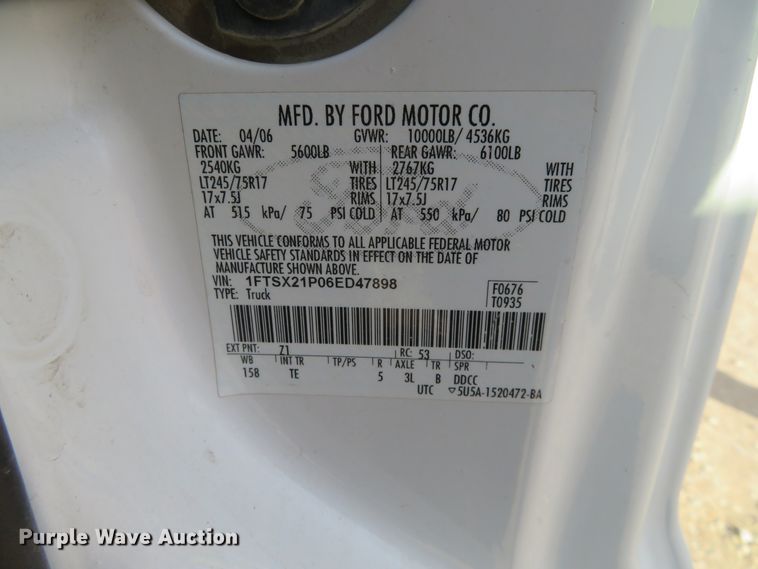 MFD. BY FORD MOTOR CO.
DATE: 04/06 GVWR: 10000LB/ 4536KG
FRONT GAWR: 5600LB REAR GAWR: 6100LB
2540KG WITH 2767KG WITH
LT245/75R17 TIRES LT245/75R17 TIRES
17x7.5J RIMS 17x7.5J RIMS
AT 515 kPa/ 75 PSI COLD AT 550 kPa/ 80 PSI COLD
THIS VEHICLE CONFORMS TO ALL APPLICABLE FEDERAL MOTOR
VEHICLE SAFETY STANDARDS IN EFFECT ON THE DATE OF
MANUFACTURE SHOWN ABOVE.
VIN: 1FTSX21P06ED47898 F0676
TYPE: Truck T0935
EXT PNT: 71 RC: 53 DSO:
WB INT TR TP/PS R AXLE TR SPR
158 TE 5 3L B DDCC
UTC ▽5U5A-1520472-BA
Purple Wave Auction